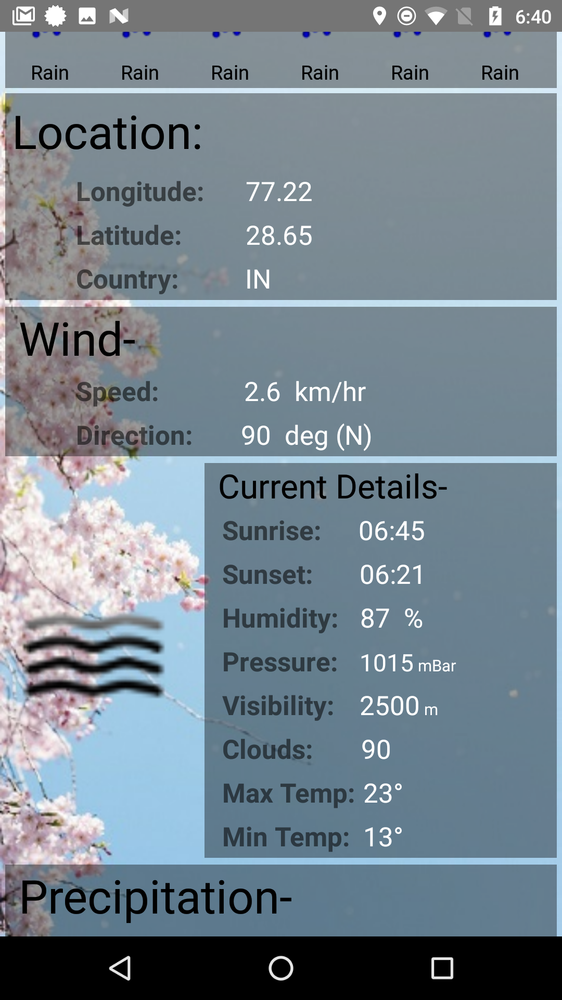 6:40
Rain Rain Rain Rain Rain Rain
Location:
Longitude: 77.22
Latitude: 28.65
Country: IN
Wind-
Speed: 2.6 km/hr
Direction: 90 deg (N)
Current Details-
Sunrise: 06:45
Sunset: 06:21
Humidity: 87 %
Pressure: 1015 mBar
Visibility: 2500 m
Clouds: 90
Max Temp: 23°
Min Temp: 13°
Precipitation-